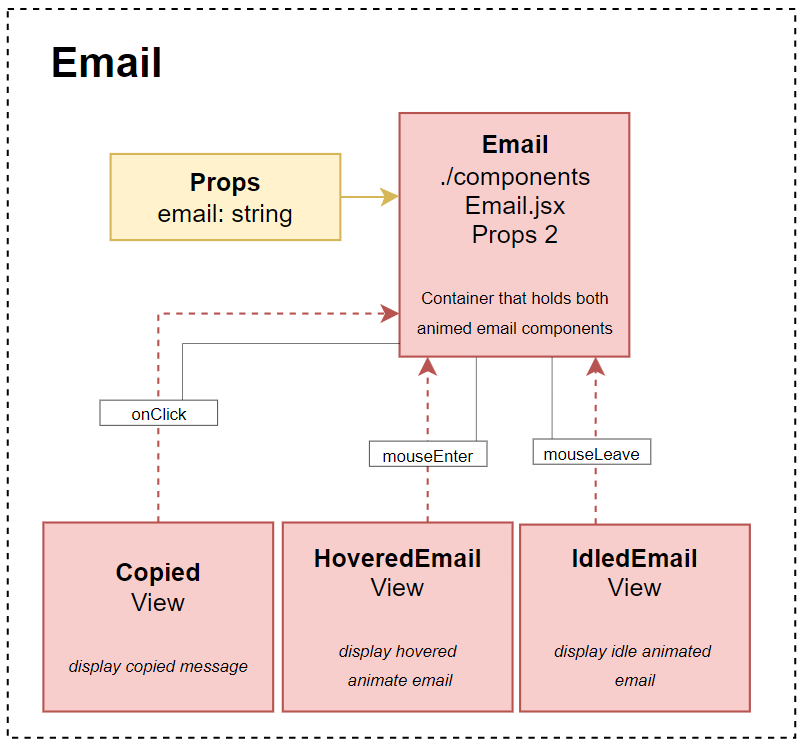 Email
Props
email: string
Email
./components
Email.jsx
Props 2
Container that holds both
animed email components
onClick
mouseEnter
mouseLeave
Copied
View
display copied message
HoveredEmail
View
display hovered
animate email
IdledEmail
View
display idle animated
email